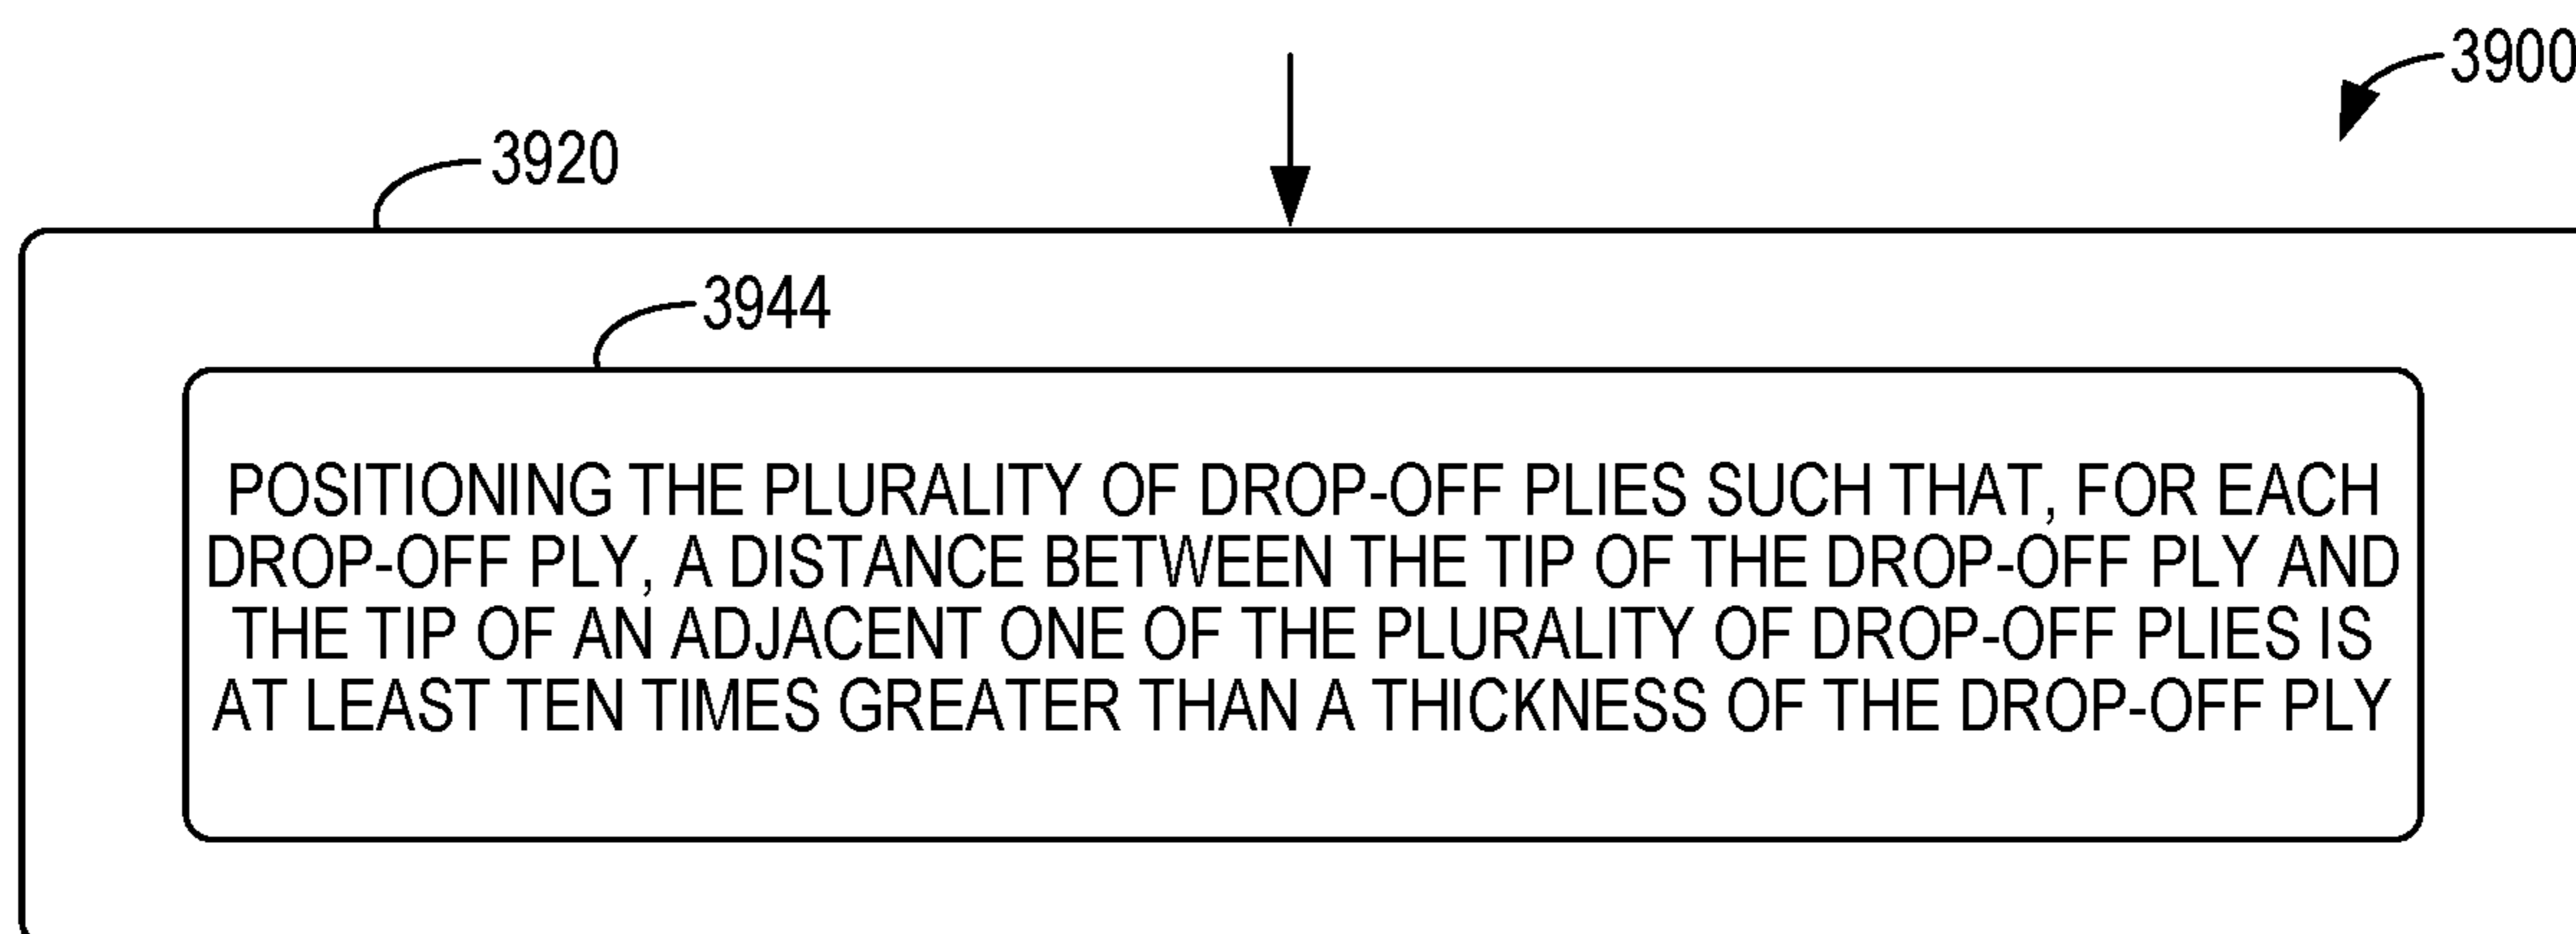 3900
3920
3944
POSITIONING THE PLURALITY OF DROP-OFF PLIES SUCH THAT, FOR EACH
DROP-OFF PLY, A DISTANCE BETWEEN THE TIP OF THE DROP-OFF PLY AND
THE TIP OF AN ADJACENT ONE OF THE PLURALITY OF DROP-OFF PLIES IS
AT LEAST TEN TIMES GREATER THAN A THICKNESS OF THE DROP-OFF PLY